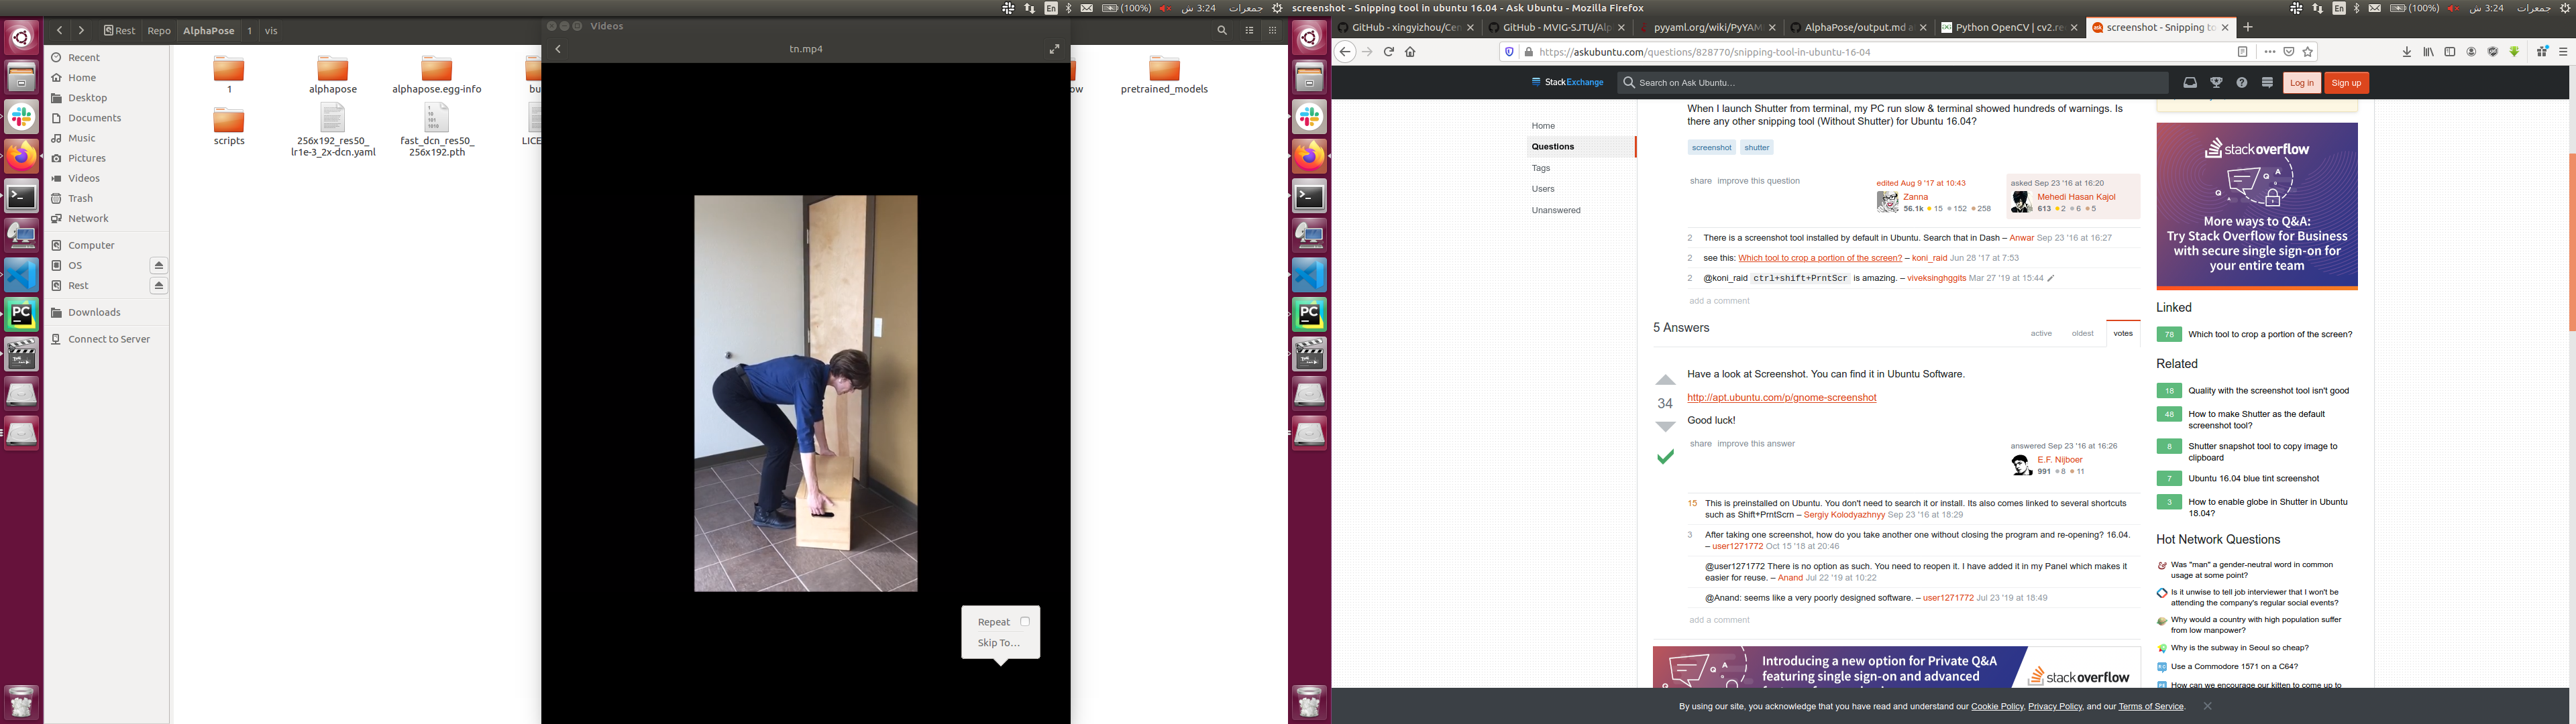 En
(100%)
3:24 ش جمعرات
screenshot - Snipping tool in ubuntu 16.04 - Ask Ubuntu - Mozilla Firefox
En
(100%)
3:24 ش جمعرات
Rest
Repo
AlphaPose
1
vis
Recent
Home
Desktop
Documents
Music
Pictures
Videos
Trash
Network
Computer
OS
Rest
Downloads
Connect to Server
1
alphapose
alphapose.egg-info
pretrained_models
scripts
256x192_res50_
lr1e-3_2x-dcn.yaml
fast_dcn_res50_
256x192.pth
Videos
tn.mp4
Repeat
Skip To…
GitHub - xingyizhou/Cen
GitHub - MVIG-SJTU/Alp
pyyaml.org/wiki/PyYAM
AlphaPose/output.md a
Python OpenCV | cv2.re
screenshot - Snipping to
https://askubuntu.com/questions/828770/snipping-tool-in-ubuntu-16-04
StackExchange
Search on Ask Ubuntu…
Log in
Sign up
Home
Questions
Tags
Users
Unanswered
When I launch Shutter from terminal, my PC run slow & terminal showed hundreds of warnings. Is
there any other snipping tool (Without Shutter) for Ubuntu 16.04?
screenshot
shutter
share improve this question
edited Aug 9 '17 at 10:43
Zanna
56.1k 15 152 258
asked Sep 23 '16 at 16:20
Mehedi Hasan Kajol
613 2 6 5
2 There is a screenshot tool installed by default in Ubuntu. Search that in Dash – Anwar Sep 23 '16 at 16:27
2 see this: Which tool to crop a portion of the screen? – koni_raid Jun 28 '17 at 7:53
2 @koni_raid ctrl+shift+PrntScr is amazing. – viveksinghggits Mar 27 '19 at 15:44
add a comment
5 Answers
active
oldest
votes
34
Have a look at Screenshot. You can find it in Ubuntu Software.
http://apt.ubuntu.com/p/gnome-screenshot
Good luck!
share improve this answer
answered Sep 23 '16 at 16:26
E.F. Nijboer
991 8 11
15 This is preinstalled on Ubuntu. You don't need to search it or install. Its also comes linked to several shortcuts
such as Shift+PrntScrn – Sergiy Kolodyazhnyy Sep 23 '16 at 18:29
3 After taking one screenshot, how do you take another one without closing the program and re-opening? 16.04.
– user1271772 Oct 15 '18 at 20:46
@user1271772 There is no option as such. You need to reopen it. I have added it in my Panel which makes it
easier for reuse. – Anand Jul 22 '19 at 10:22
@Anand: seems like a very poorly designed software. – user1271772 Jul 23 '19 at 18:49
add a comment
Introducing a new option for Private Q&A
featuring single sign-on and advanced
stackoverflow
stackoverflow
More ways to Q&A:
Try Stack Overflow for Business
with secure single sign-on for
your entire team
Linked
78 Which tool to crop a portion of the screen?
Related
18 Quality with the screenshot tool isn't good
48 How to make Shutter as the default
screenshot tool?
8 Shutter snapshot tool to copy image to
clipboard
7 Ubuntu 16.04 blue tint screenshot
3 How to enable globe in Shutter in Ubuntu
18.04?
Hot Network Questions
Was "man" a gender-neutral word in common
usage at some point?
Is it unwise to tell job interviewer that I won't be
attending the company's regular social events?
Why would a country with high population suffer
from low manpower?
Why is the subway in Seoul so cheap?
Use a Commodore 1571 on a C64?
How can we encourage our kitten to come up to
By using our site, you acknowledge that you have read and understand our Cookie Policy, Privacy Policy, and our Terms of Service.